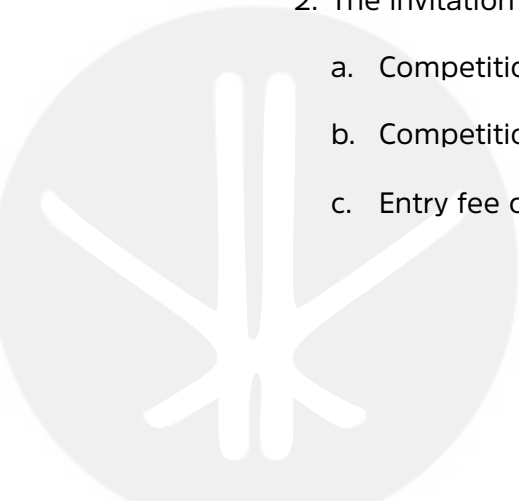 2. The invitation
a. Competitio
b. Competitio
c. Entry fee